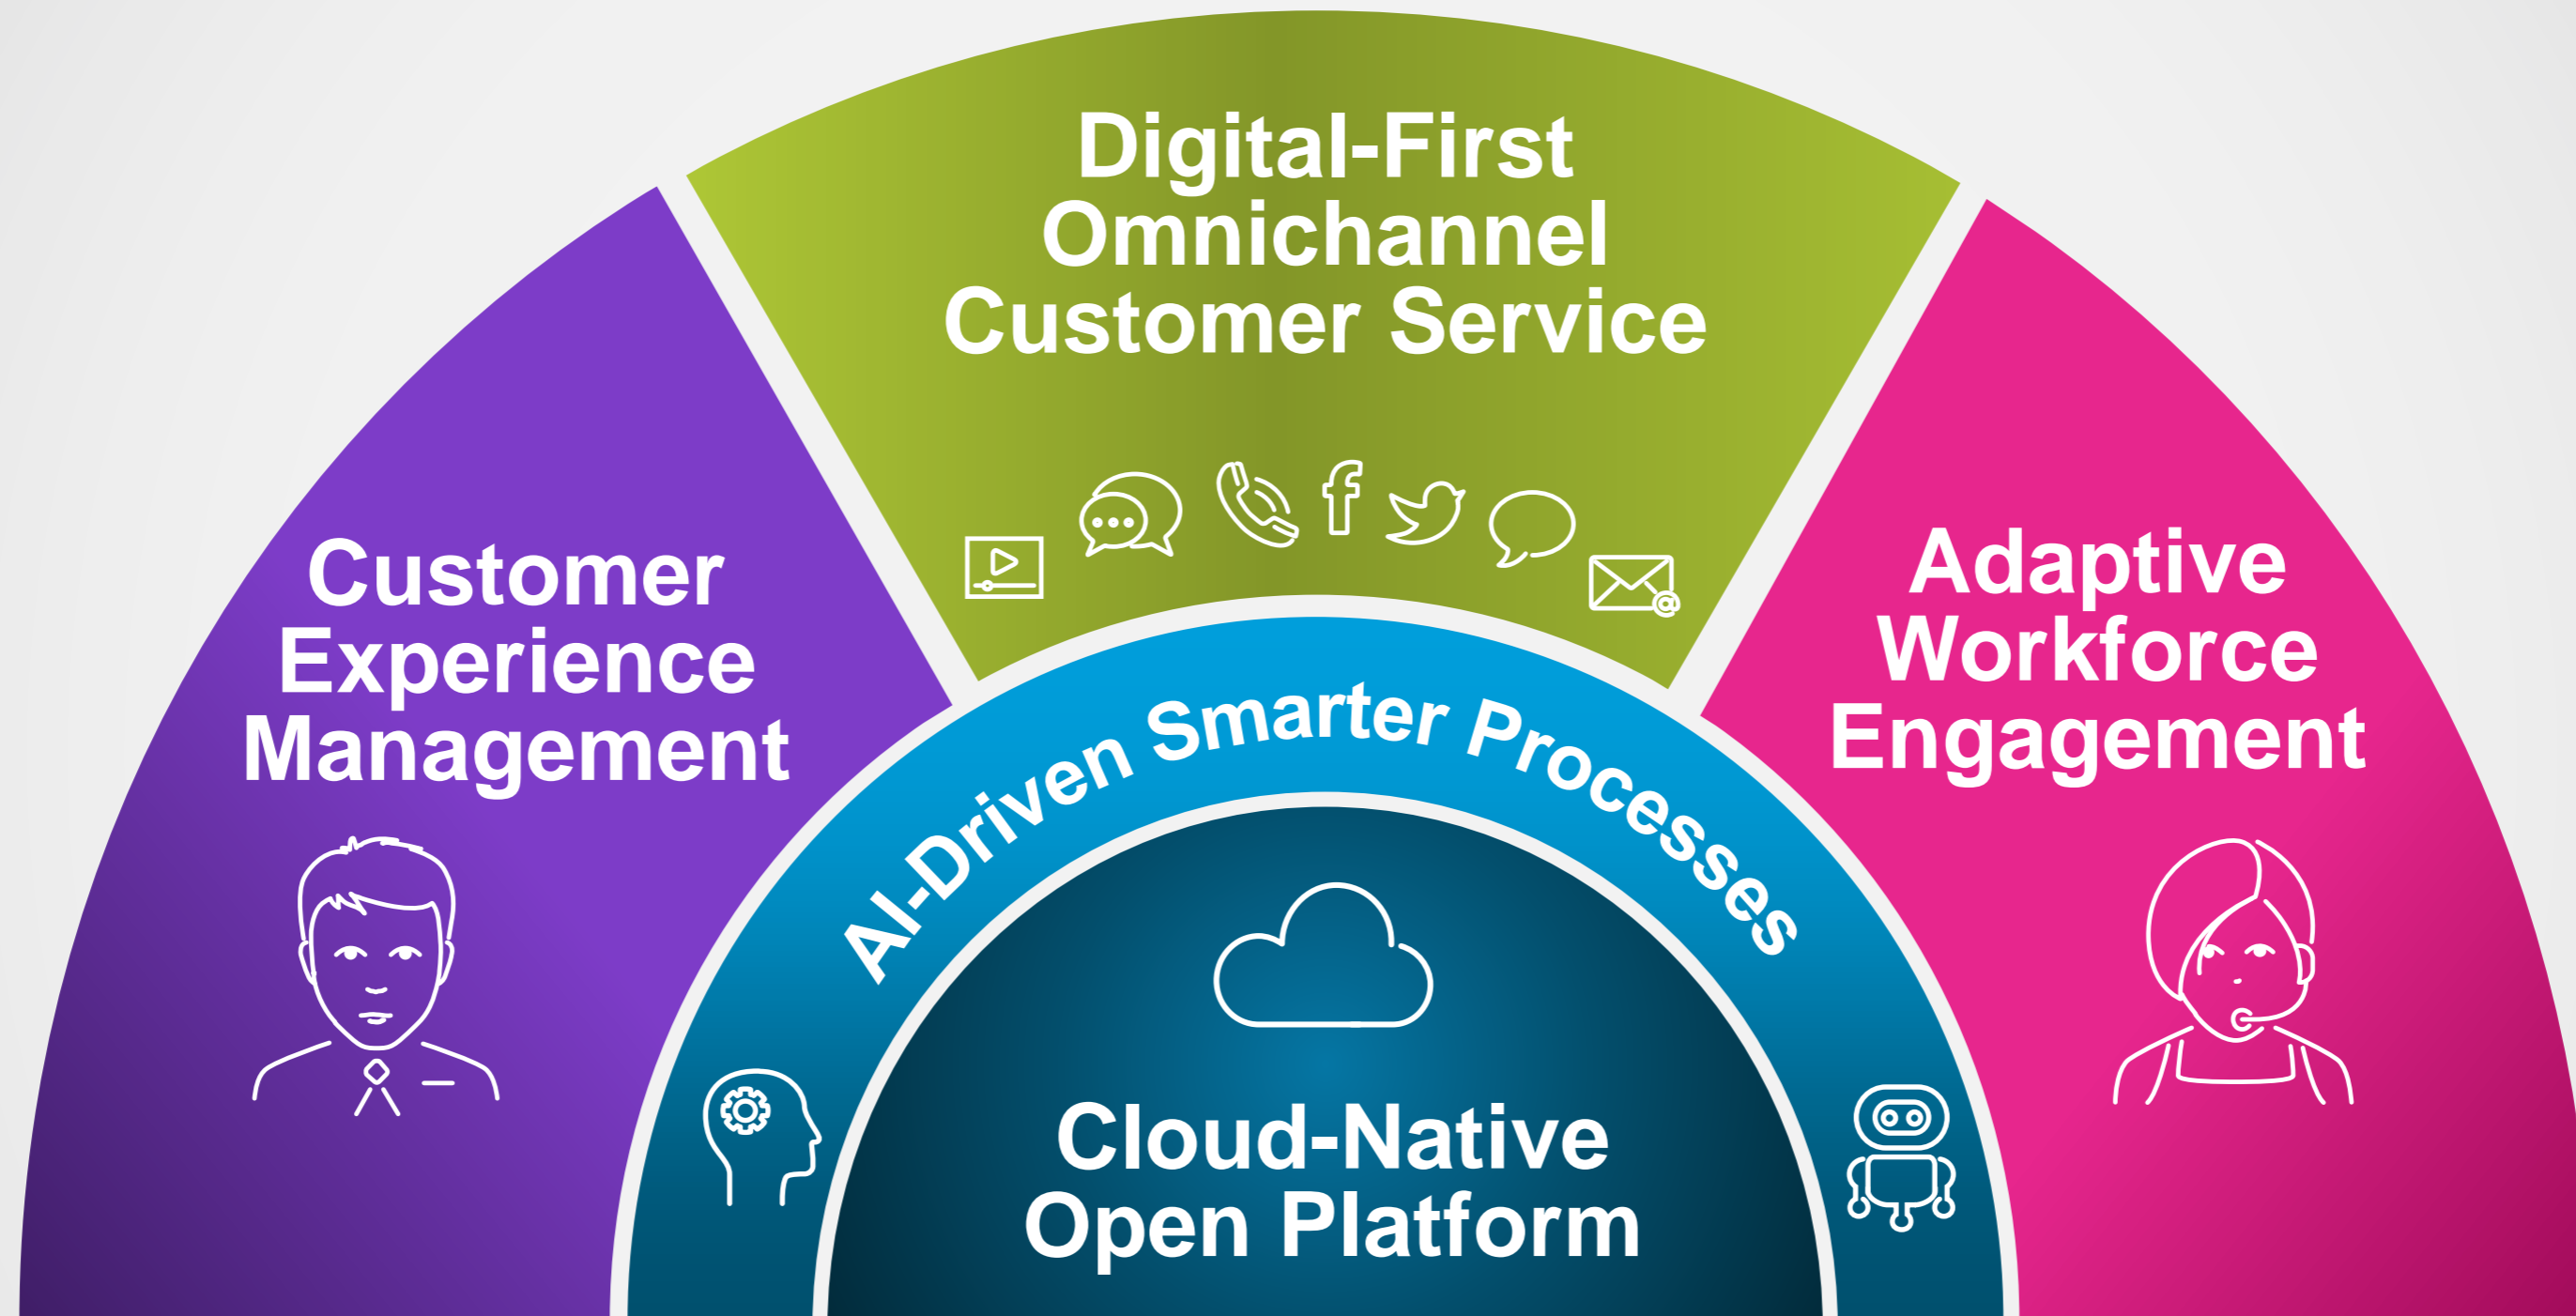 Digital-First
Omnichannel
Customer Service
Customer
Experience
Management
Adaptive
Workforce
Engagement
AI-Driven Smarter Processes
Cloud-Native
Open Platform